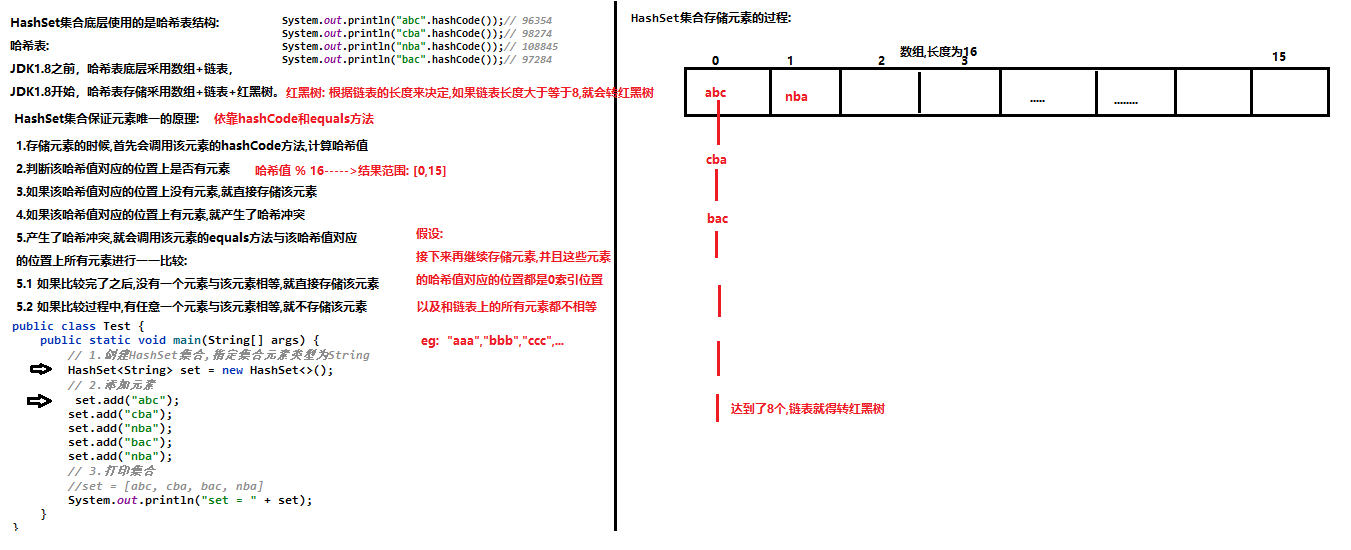 HashSet集合底层使用的是哈希表结构:
哈希表:
JDK1.8之前，哈希表底层采用数组+链表，
JDK1.8开始，哈希表存储采用数组+链表+红黑树。红黑树: 根据链表的长度来决定,如果链表长度大于等于8,就会转红黑树
System.out.println("abc".hashCode());// 96354
System.out.println("cba".hashCode());// 98274
System.out.println("nba".hashCode());// 108845
System.out.println("bac".hashCode());// 97284
HashSet集合保证元素唯一的原理: 依靠hashCode和equals方法
1.存储元素的时候,首先会调用该元素的hashCode方法,计算哈希值
2.判断该哈希值对应的位置上是否有元素 哈希值 % 16----->结果范围: [0,15]
3.如果该哈希值对应的位置上没有元素,就直接存储该元素
4.如果该哈希值对应的位置上有元素,就产生了哈希冲突
5.产生了哈希冲突,就会调用该元素的equals方法与该哈希值对应
的位置上所有元素进行一一比较:
5.1 如果比较完了之后,没有一个元素与该元素相等,就直接存储该元素
5.2 如果比较过程中,有任意一个元素与该元素相等,就不存储该元素
假设:
接下来再继续存储元素,并且这些元素
的哈希值对应的位置都是0索引位置
以及和链表上的所有元素都不相等
eg: "aaa","bbb","ccc",...
public class Test {
public static void main(String[] args) {
// 1.创建HashSet集合,指定集合元素类型为String
HashSet<String> set = new HashSet<>();
// 2.添加元素
set.add("abc");
set.add("cba");
set.add("nba");
set.add("bac");
set.add("nba");
// 3.打印集合
//set = [abc, cba, bac, nba]
System.out.println("set = " + set);
}
}
HashSet集合存储元素的过程:
数组,长度为16
0 1 2 3 15
abc nba ..... ........
cba
bac
达到了8个,链表就得转红黑树